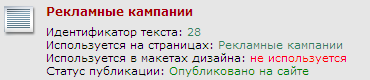 Рекламные кампании
Идентификатор текста: 28
Используется на страницах: Рекламные кампании
Используется в макетах дизайна: не используется
Статус публикации: Опубликовано на сайте